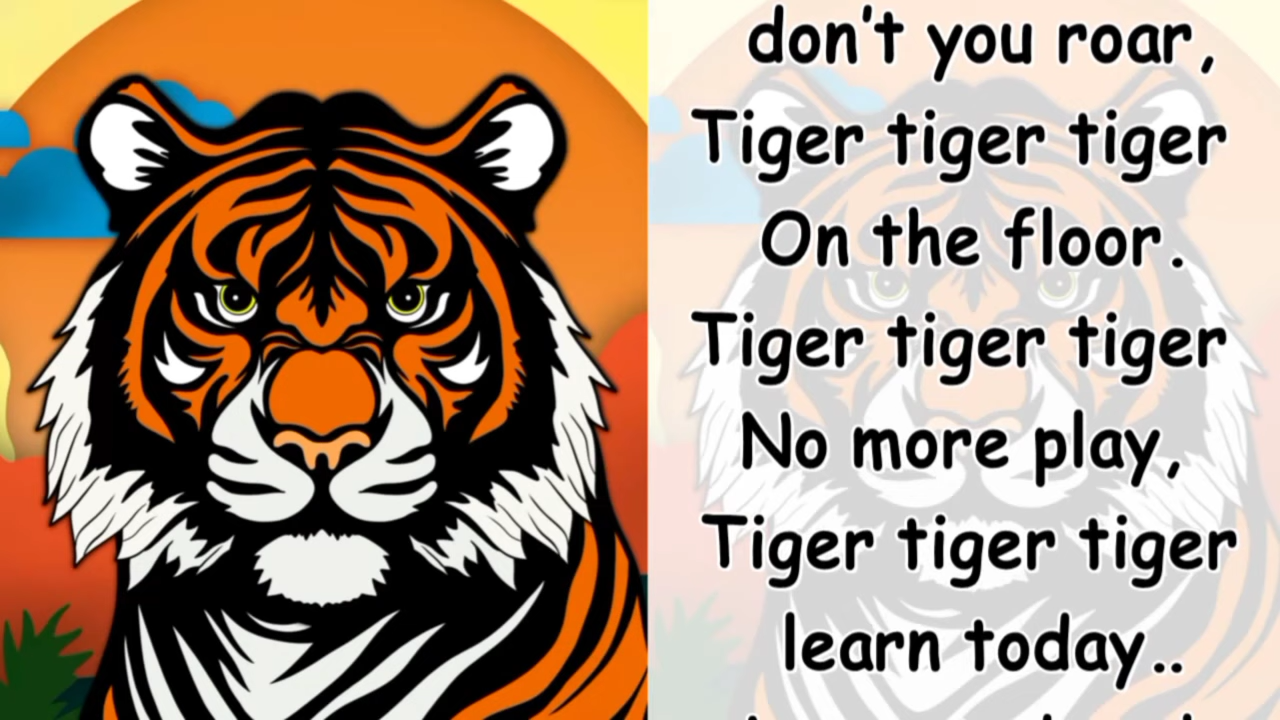 don't you roar,
Tiger tiger tiger
On the floor.
Tiger tiger tiger
No more play,
Tiger tiger tiger
learn today..